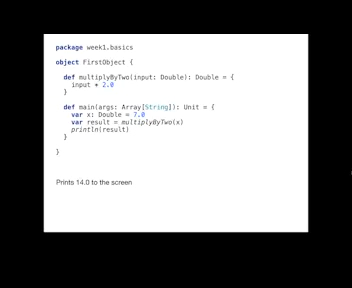 package week1.basics
object FirstObject {
def multiplyByTwo(input: Double): Double = {
input * 2.0
}
def main(args: Array[String]): Unit = {
var x: Double = 7.0
var result = multiplyByTwo(x)
println(result)
}
}
Prints 14.0 to the screen